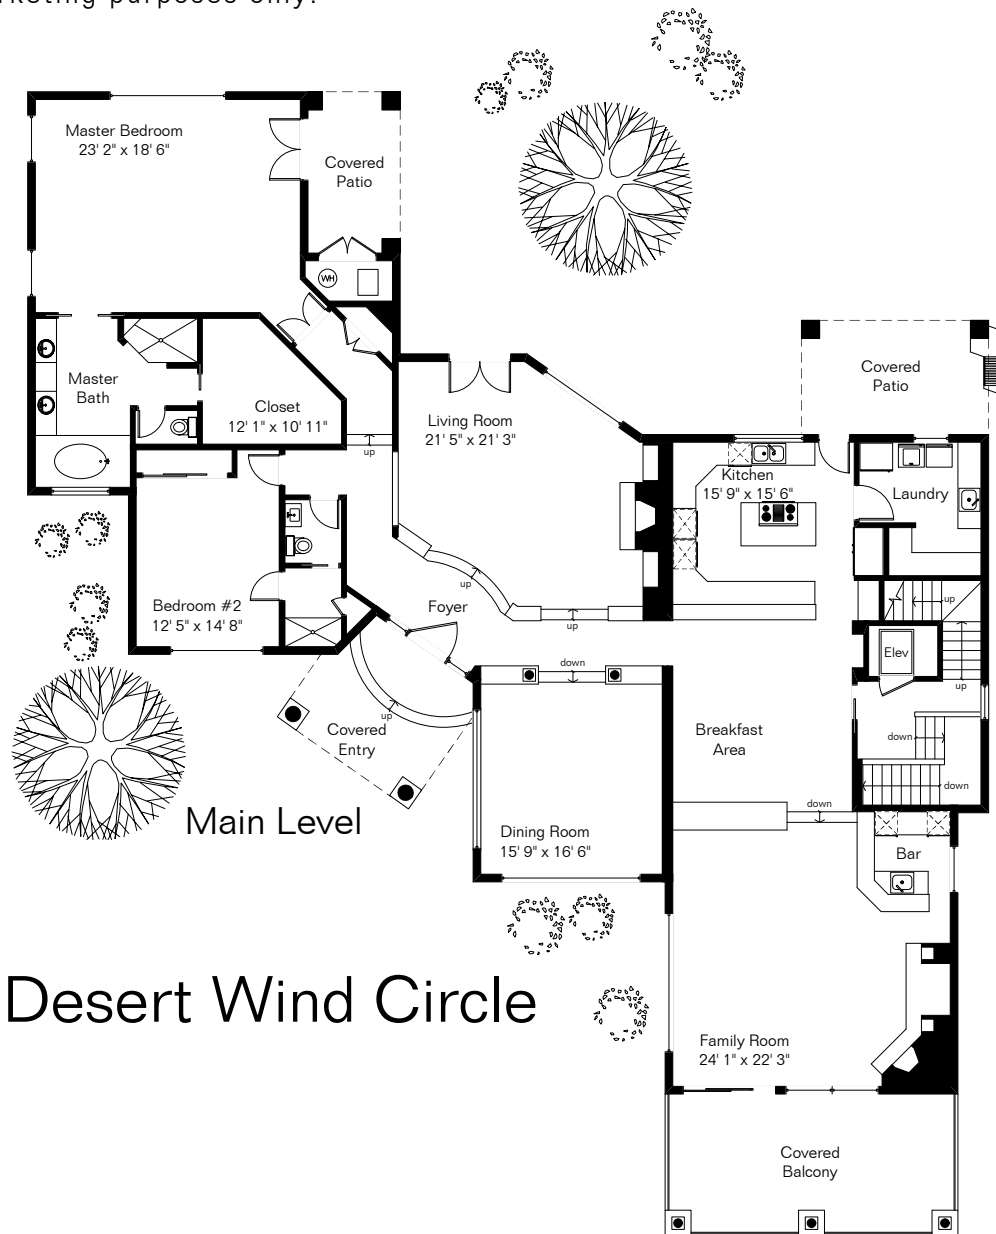 purposes only.
Master Bedroom
23' 2" x 18' 6"
Covered
Patio
WH
Master
Bath
Closet
12' 1" x 10' 11"
up
Living Room
21' 5" x 21' 3"
Covered
Patio
Kitchen
15' 9" x 15' 6"
Laundry
Bedroom #2
12' 5" x 14' 8"
up
Foyer
up
up
Elev
up
down
up
Covered
Entry
Breakfast
Area
down
down
down
Main Level
Dining Room
15' 9" x 16' 6"
Bar
Desert Wind Circle
Family Room
24' 1" x 22' 3"
Covered
Balcony